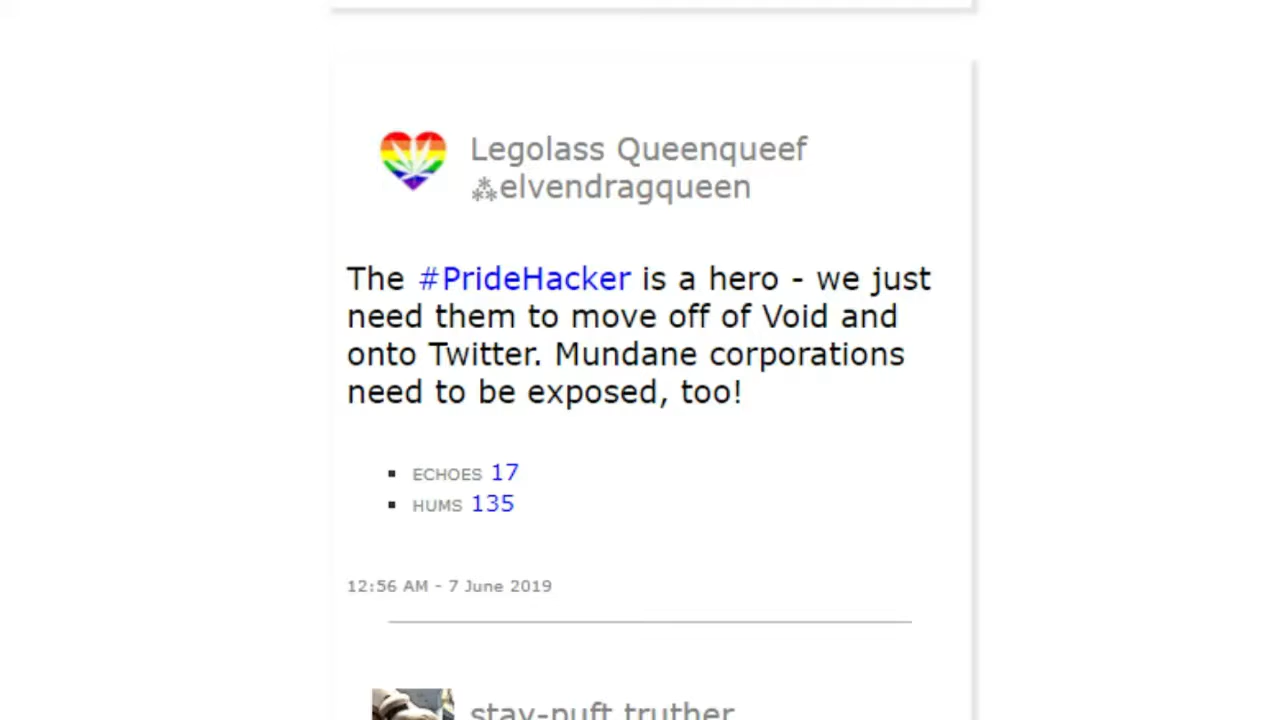 Legolass Queenqueef
⁂elvendragqueen
The #PrideHacker is a hero - we just
need them to move off of Void and
onto Twitter. Mundane corporations
need to be exposed, too!
ECHOES 17
HUMS 135
12:56 AM - 7 June 2019
stay-puft truther